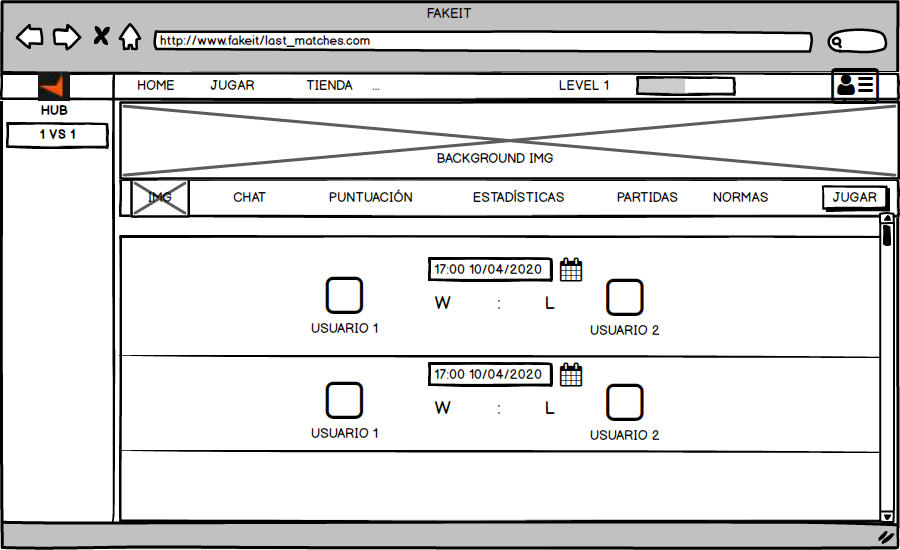 FAKEIT
http://www.fakeit/last_matches.com
HOME JUGAR TIENDA ... LEVEL 1
HUB
1 VS 1
BACKGROUND IMG
IMG CHAT PUNTUACIÓN ESTADÍSTICAS PARTIDAS NORMAS JUGAR
17:00 10/04/2020
W : L
USUARIO 1 USUARIO 2
17:00 10/04/2020
W : L
USUARIO 1 USUARIO 2